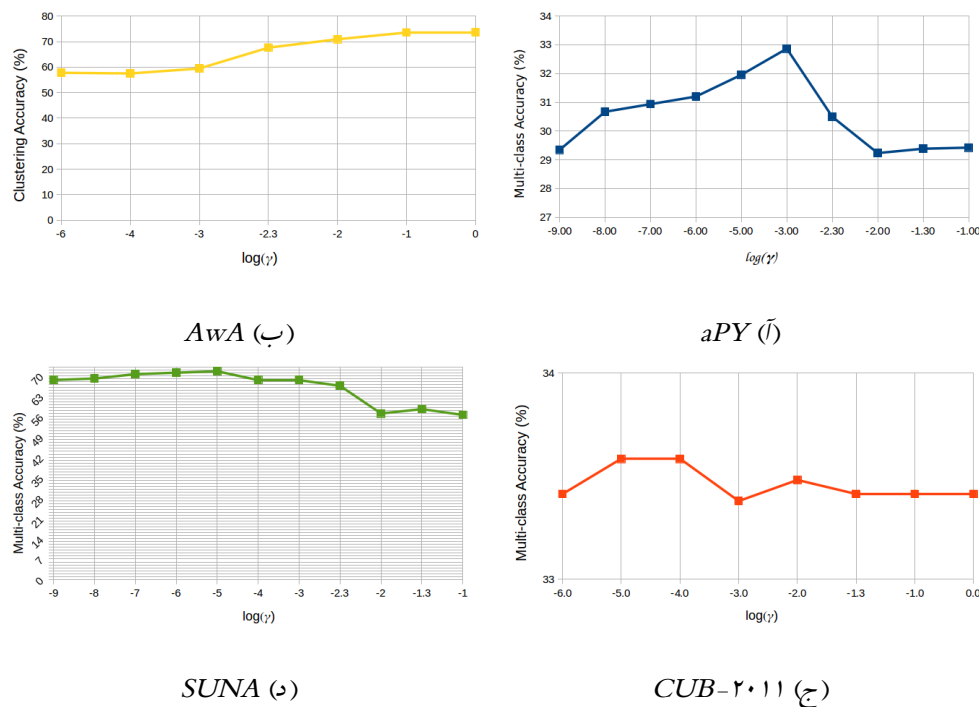 Clustering Accuracy (%)
80
70
60
50
40
30
20
10
0
-6 -4 -3 -2.3 -2 -1 0
log(γ)
AwA (ب)
Multi-class Accuracy (%)
34
33
32
31
30
29
28
27
-9.00 -8.00 -7.00 -6.00 -5.00 -3.00 -2.30 -2.00 -1.30 -1.00
log(γ)
aPY (آ)
Multi-class Accuracy (%)
70
63
56
49
42
35
28
21
14
7
0
-9 -8 -7 -6 -5 -4 -3 -2.3 -2 -1.3 -1
log(γ)
SUNA (د)
Multi-class Accuracy (%)
34
33
-6.0 -5.0 -4.0 -3.0 -2.0 -1.3 -1.0 0.0
log(γ)
CUB-۲۰۱۱ (ج)